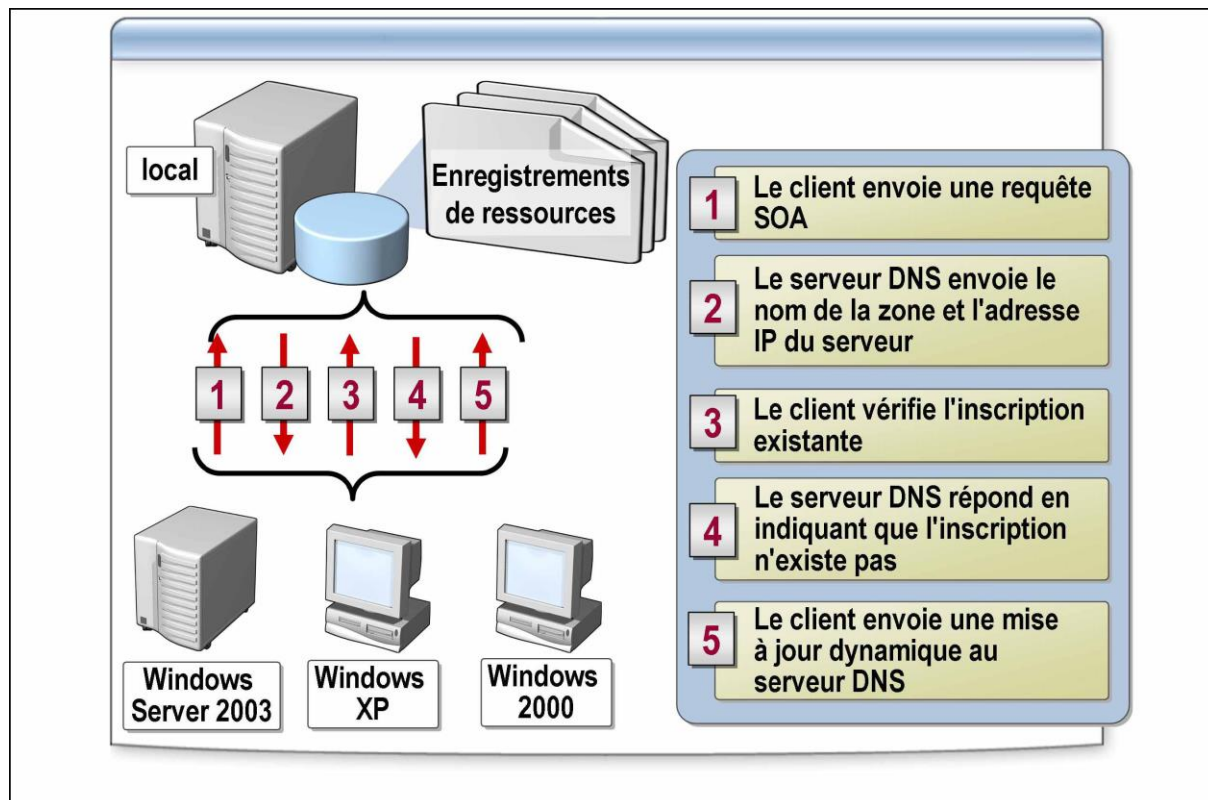 local
Enregistrements
de ressources
1
2
3
4
5
Windows
Server 2003
Windows
XP
Windows
2000
1
Le client envoie une requête
SOA
2
Le serveur DNS envoie le
nom de la zone et l'adresse
IP du serveur
3
Le client vérifie l'inscription
existante
4
Le serveur DNS répond en
indiquant que l'inscription
n'existe pas
5
Le client envoie une mise
à jour dynamique au
serveur DNS